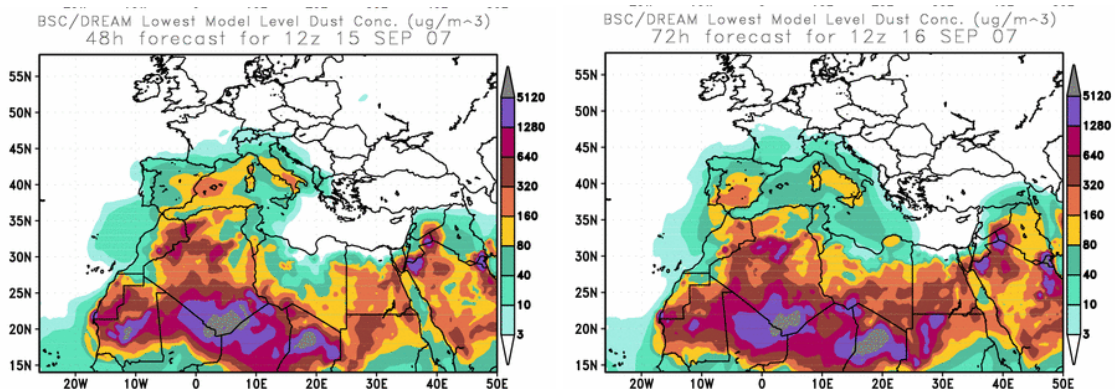 BSC/DREAM Lowest Model Level Dust Conc. (ug/m^3)
48h forecast for 12z 15 SEP 07
55N
50N
45N
40N
35N
30N
25N
20N
15N
20W
10W
0
10E
20E
30E
40E
50E
5120
1280
640
320
160
80
40
10
3
BSC/DREAM Lowest Model Level Dust Conc. (ug/m^3)
72h forecast for 12z 16 SEP 07
55N
50N
45N
40N
35N
30N
25N
20N
15N
20W
10W
0
10E
20E
30E
40E
50E
5120
1280
640
320
160
80
40
10
3